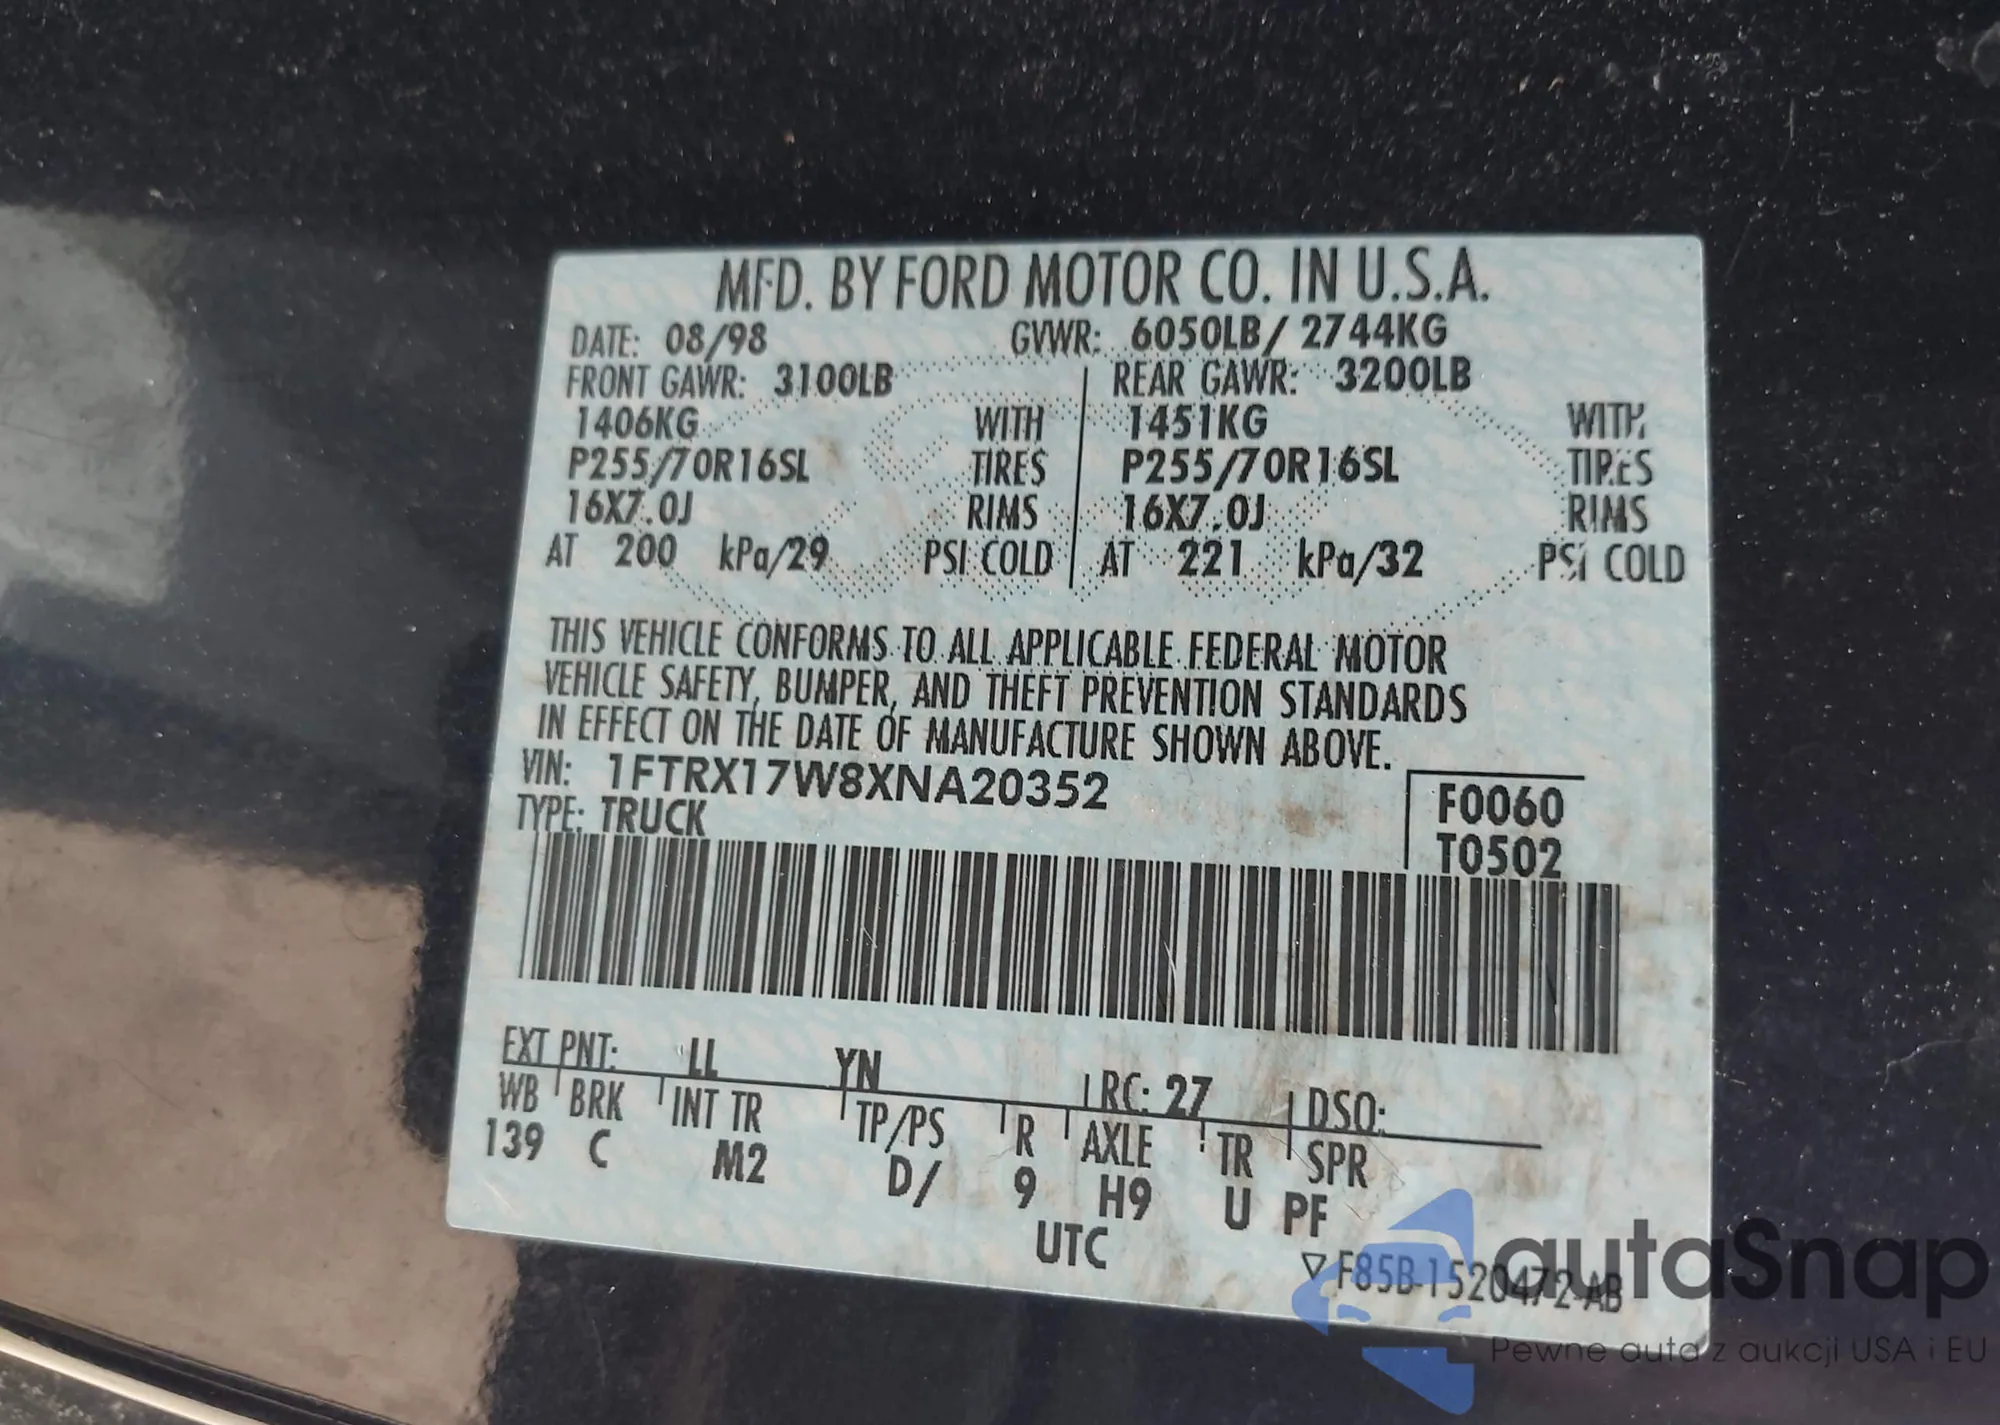 MFD. BY FORD MOTOR CO. IN U.S.A.
DATE: 08/98 GVWR: 6050LB/ 2744KG
FRONT GAWR: 3100LB REAR GAWR: 3200LB
1406KG WITH 1451KG WITH
P255/70R16SL TIRES P255/70R16SL TIRES
16X7.0J RIMS 16X7.0J RIMS
AT 200 kPa/29 PSI COLD AT 221 kPa/32 PSI COLD
THIS VEHICLE CONFORMS TO ALL APPLICABLE FEDERAL MOTOR
VEHICLE SAFETY, BUMPER, AND THEFT PREVENTION STANDARDS
IN EFFECT ON THE DATE OF MANUFACTURE SHOWN ABOVE.
VIN: 1FTRX17W8XNA20352 F0060
TYPE: TRUCK T0502
EXT PNT: LL YN RC: 27 DSO:
WB BRK INT TR TP/PS R AXLE TR SPR
139 C M2 D/ 9 H9 U PF
UTC
F85B-1520472-AB
autaSnap
Pewne auta z aukcji USA i EU